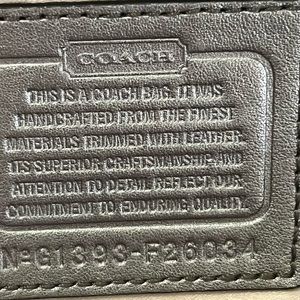 COACH
THIS IS A COACH BAG. IT WAS
HANDCRAFTED FROM THE FINEST
MATERIALS TRIMMED WITH LEATHER.
ITS SUPERIOR CRAFTSMANSHIP AND
ATTENTION TO DETAIL REFLECT OUR
COMMITMENT TO ENDURING QUALITY.
Nº G1393-F26034